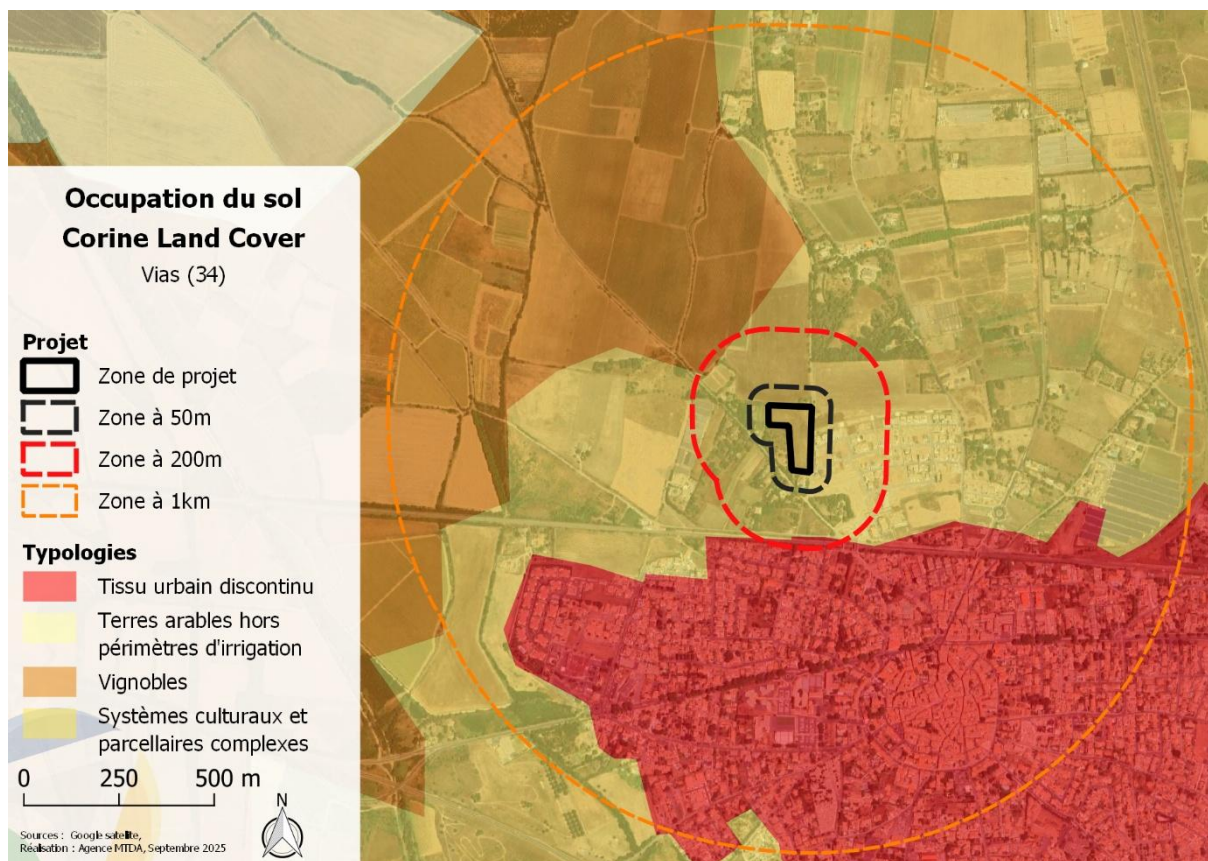 Occupation du sol
Corine Land Cover
Vias (34)
Projet
Zone de projet
Zone à 50m
Zone à 200m
Zone à 1km
Typologies
Tissu urbain discontinu
Terres arables hors
périmètres d'irrigation
Vignobles
Systèmes culturaux et
parcellaires complexes
0 250 500 m
N
Sources : Google satellite,
Réalisation : Agence MTDA, Septembre 2025